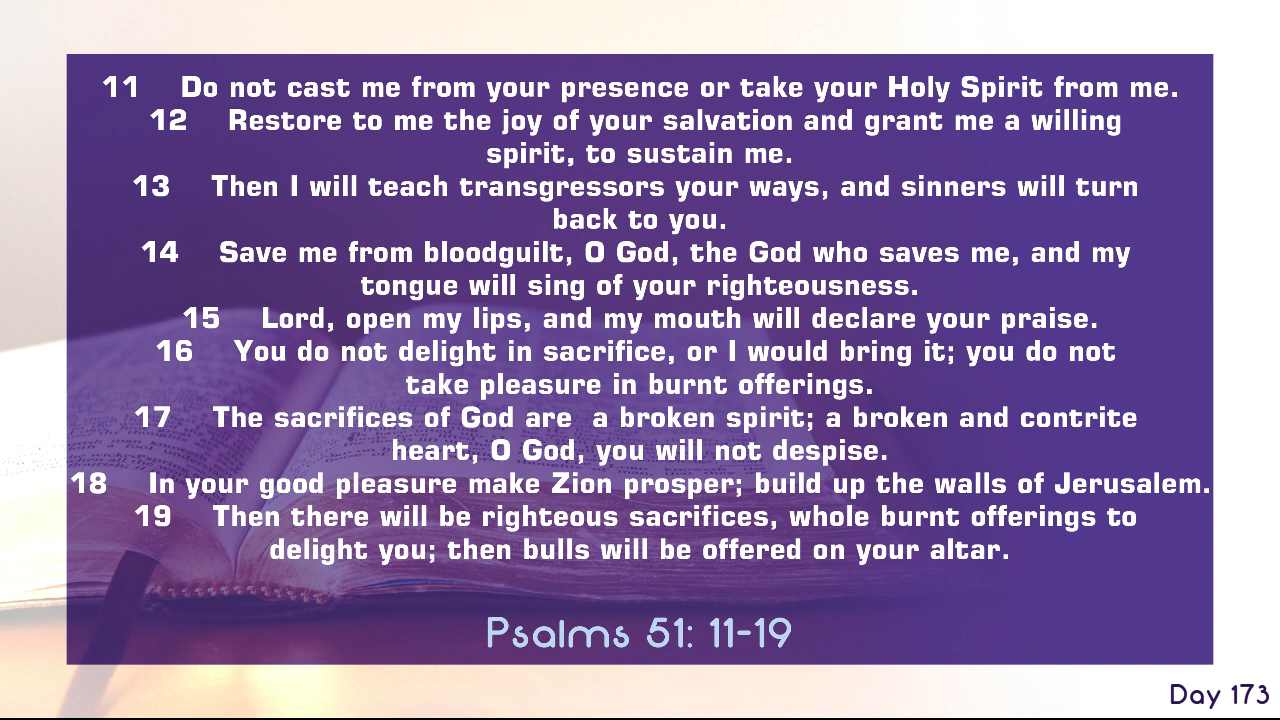 11 Do not cast me from your presence or take your Holy Spirit from me.
12 Restore to me the joy of your salvation and grant me a willing
spirit, to sustain me.
13 Then I will teach transgressors your ways, and sinners will turn
back to you.
14 Save me from bloodguilt, O God, the God who saves me, and my
tongue will sing of your righteousness.
15 Lord, open my lips, and my mouth will declare your praise.
16 You do not delight in sacrifice, or I would bring it; you do not
take pleasure in burnt offerings.
17 The sacrifices of God are a broken spirit; a broken and contrite
heart, O God, you will not despise.
18 In your good pleasure make Zion prosper; build up the walls of Jerusalem.
19 Then there will be righteous sacrifices, whole burnt offerings to
delight you; then bulls will be offered on your altar.
Psalms 51: 11-19
Day 173